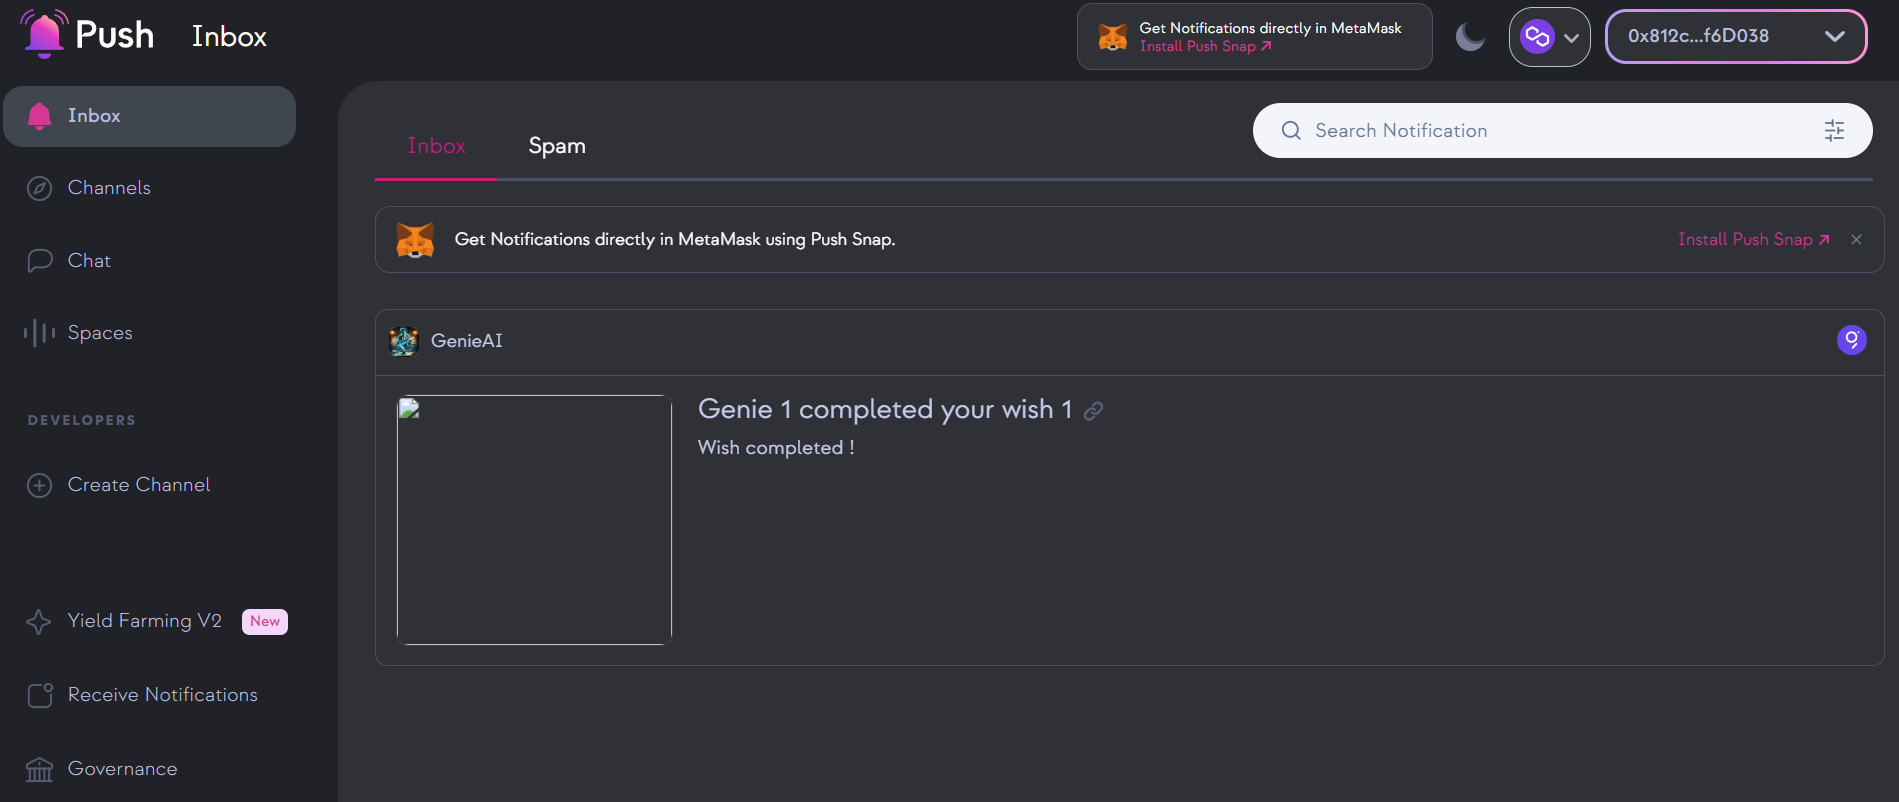 Push
Inbox
Get Notifications directly in MetaMask
Install Push Snap
0x812c...f6D038
Inbox
Channels
Chat
Spaces
DEVELOPERS
Create Channel
Yield Farming V2 New
Receive Notifications
Governance
Inbox
Spam
Search Notification
Get Notifications directly in MetaMask using Push Snap.
Install Push Snap
GenieAI
Genie 1 completed your wish 1
Wish completed !